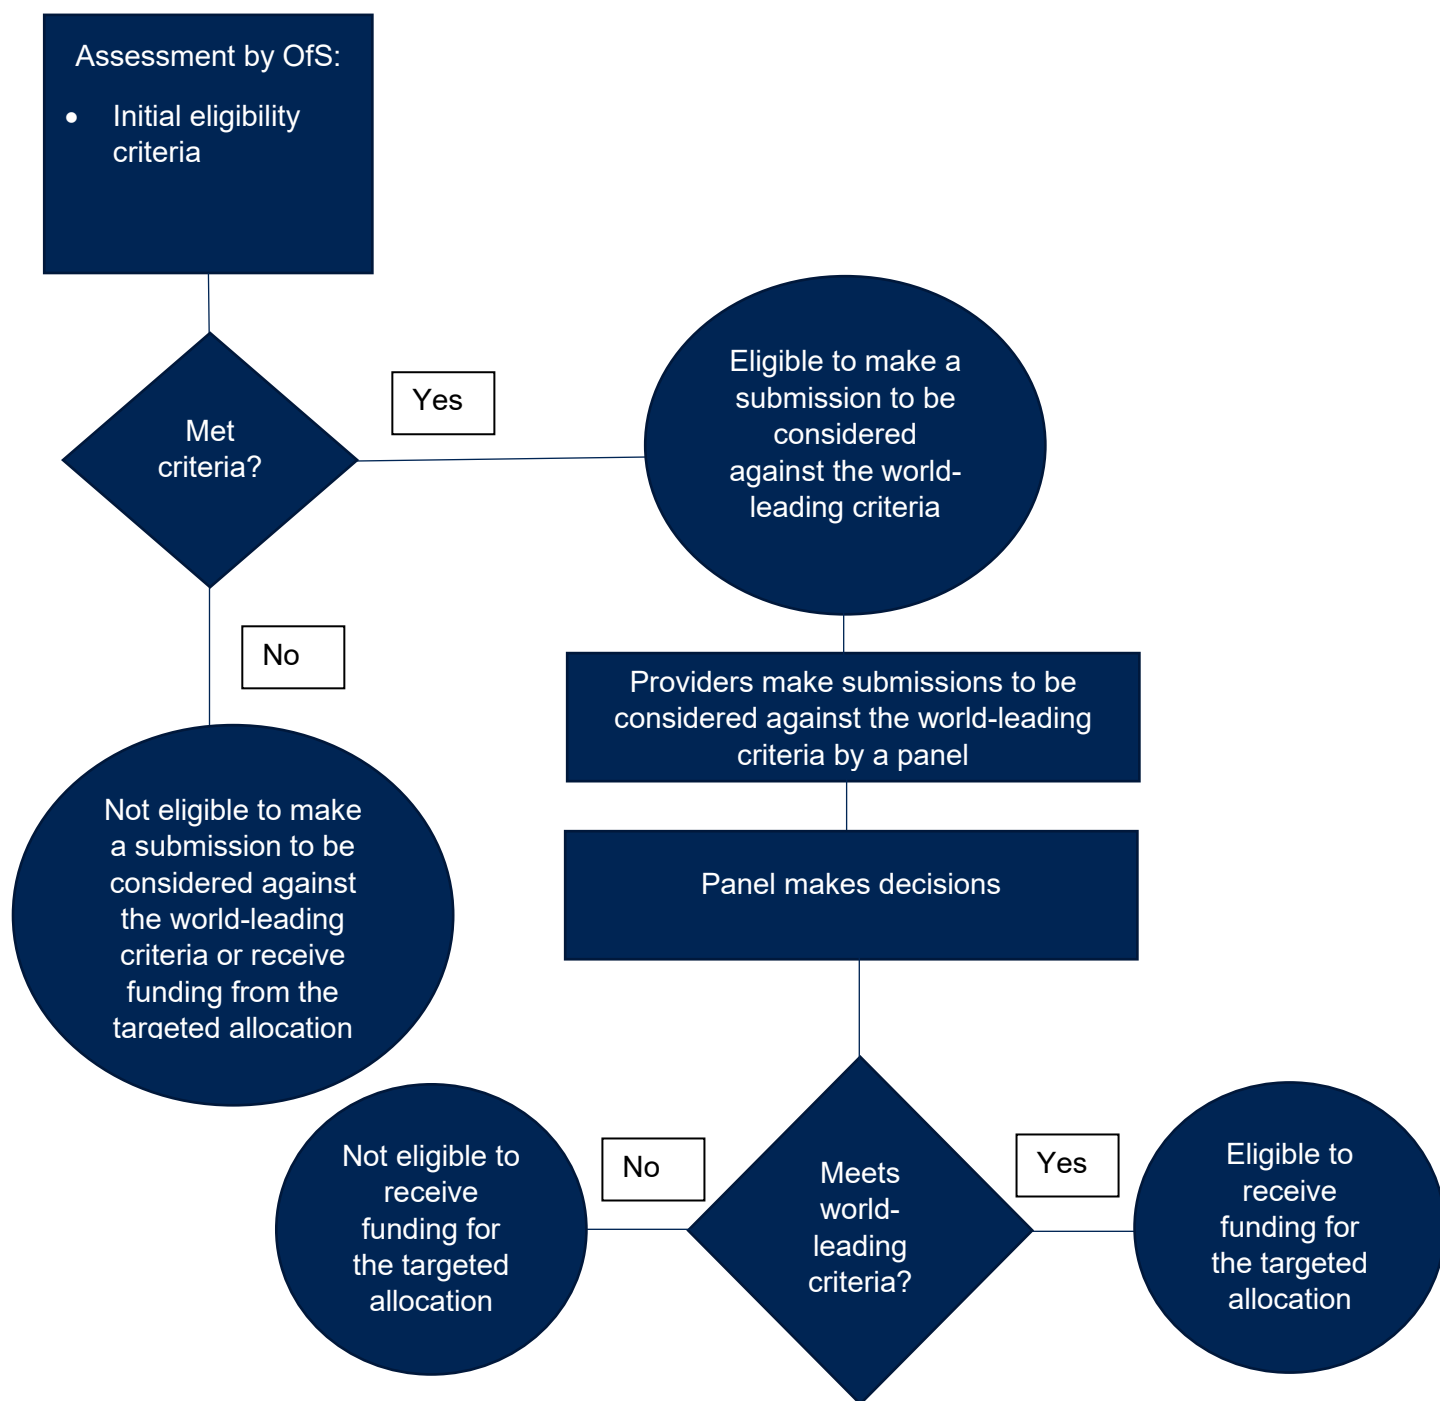 Assessment by OfS:
• Initial eligibility
criteria
Met
criteria?
Yes
Eligible to make a
submission to be
considered
against the world-
leading criteria
No
Not eligible to make
a submission to be
considered against
the world-leading
criteria or receive
funding from the
targeted allocation
Providers make submissions to be
considered against the world-leading
criteria by a panel
Panel makes decisions
Meets
world-
leading
criteria?
No
Not eligible to
receive
funding for
the targeted
allocation
Yes
Eligible to
receive
funding for
the targeted
allocation